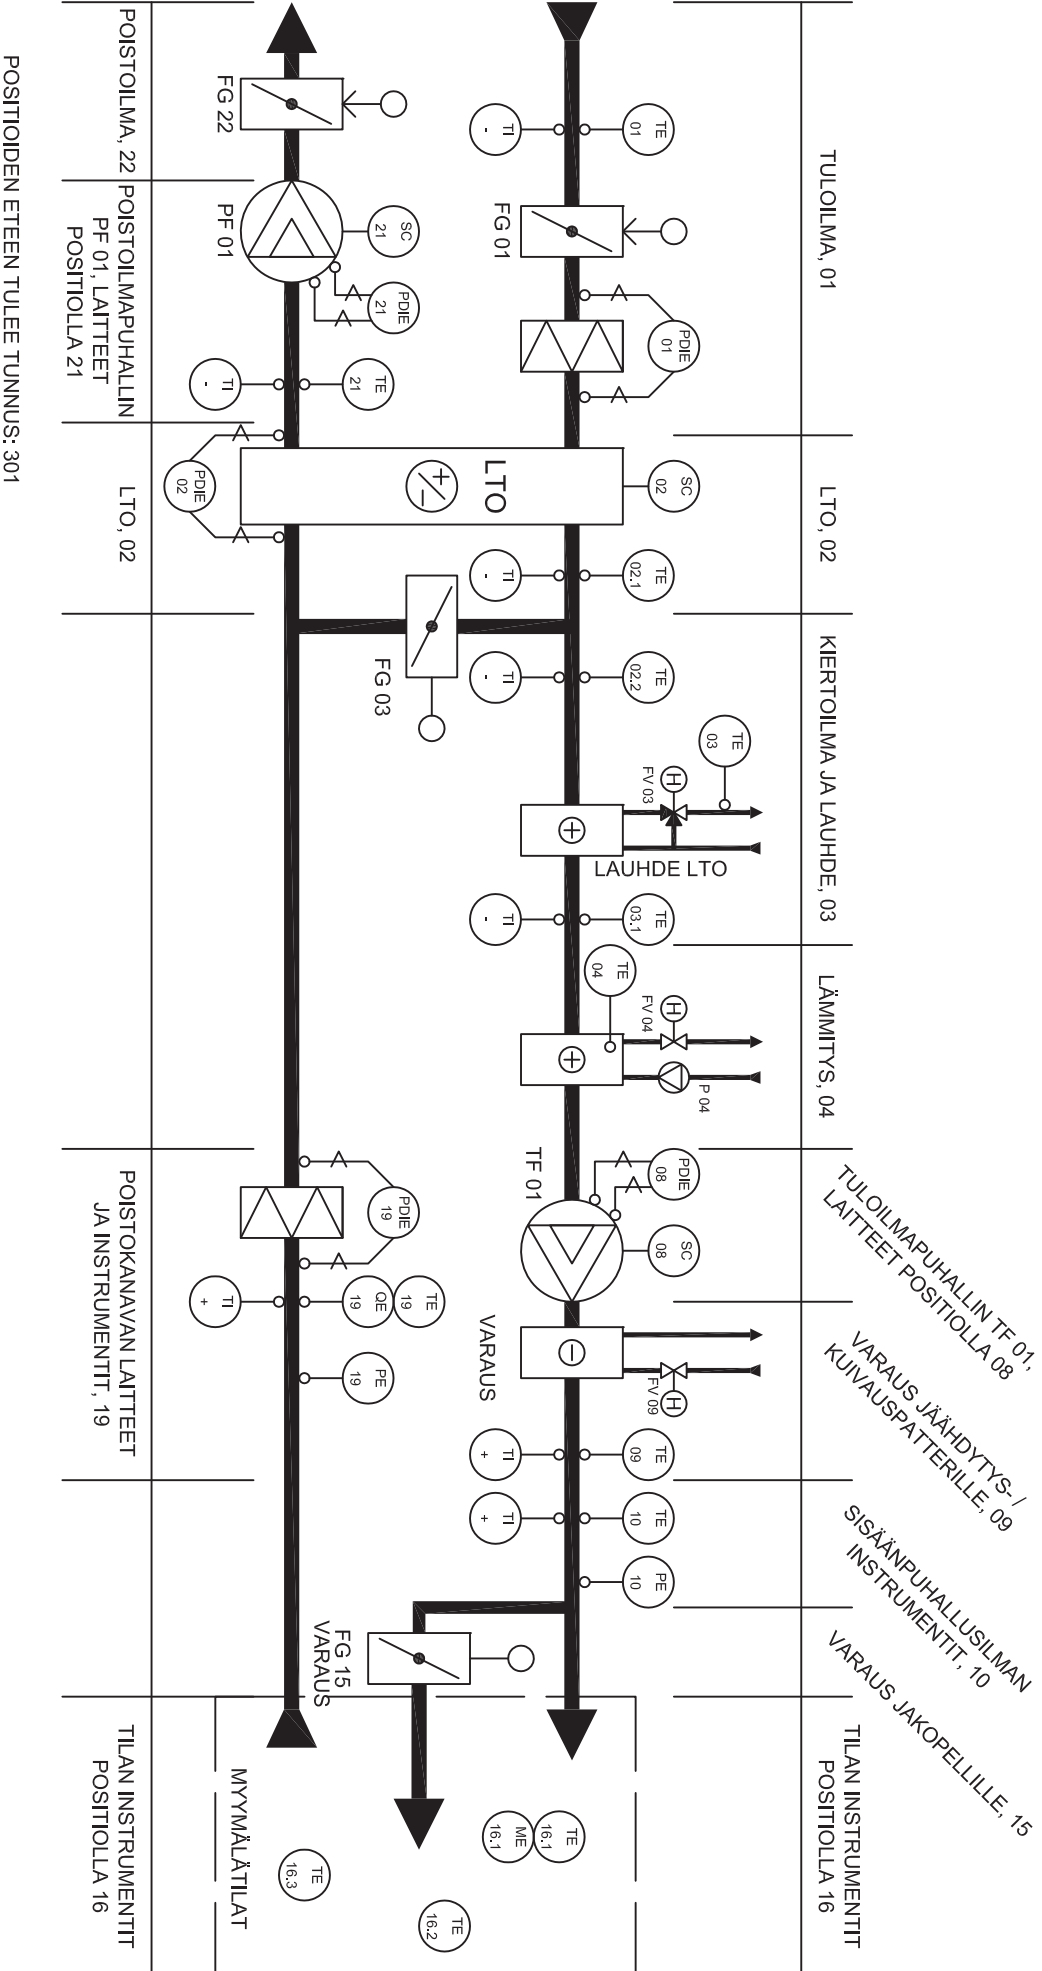 TULOILMA, 01
LTO, 02
KIERTOILMA JA LAUHDE, 03
LÄMMITYS, 04
TULOILMAPUHALLIN TF 01,
LAITTEET POSITIOLLA 08
VARAUS JÄÄHDYTYS- /
KUIVAUSPATTERILLE, 09
SISÄÄNPUHALLUSILMAN
INSTRUMENTIT, 10
VARAUS JAKOPELLILLE, 15
TILAN INSTRUMENTIT
POSITIOLLA 16
TE
01
TI
-
FG 01
PDIE
01
SC
02
LTO
+/-
TE
02.1
TI
-
TE
02.2
TI
-
FG 03
TE
03
H
FV 03
+
LAUHDE LTO
TE
03.1
TI
-
TE
04
H
FV 04
P 04
+
PDIE
08
SC
08
TF 01
VARAUS
-
FV 09
H
TE
09
TI
+
TE
10
TI
+
PE
10
FG 15
VARAUS
TE
16.1
ME
16.1
TE
16.2
TE
16.3
MYYMÄLÄTILAT
FG 22
PF 01
SC
21
PDIE
21
TE
21
TI
-
PDIE
02
PDIE
19
TE
19
QE
19
TI
+
PE
19
POISTOILMA, 22
POISTOILMAPUHALLIN
PF 01, LAITTEET
POSITIOLLA 21
LTO, 02
POISTOKANAVAN LAITTEET
JA INSTRUMENTIT, 19
TILAN INSTRUMENTIT
POSITIOLLA 16
POSITIOIDEN ETEEN TULEE TUNNUS: 301